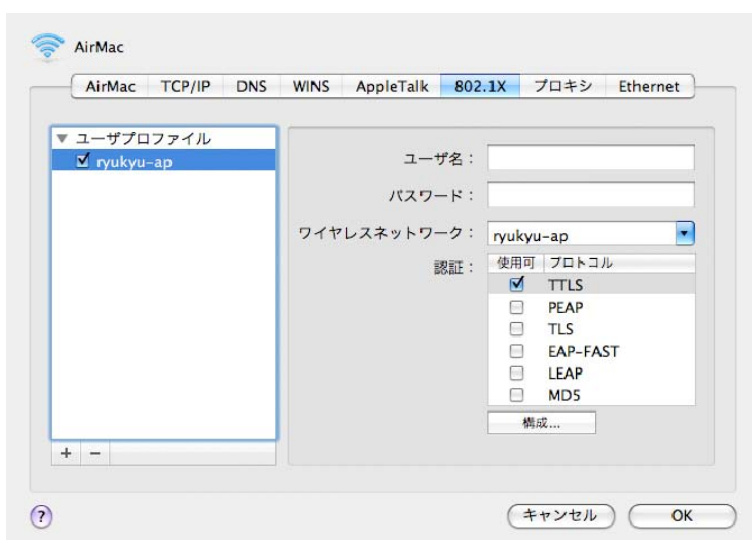 AirMac
AirMac TCP/IP DNS WINS AppleTalk 802.1X プロキシ Ethernet
ユーザプロファイル
ryukyu-ap
ユーザ名：
パスワード：
ワイヤレスネットワーク： ryukyu-ap
認証： 使用可 プロトコル
TTLS
PEAP
TLS
EAP-FAST
LEAP
MD5
構成...
+ −
? キャンセル OK